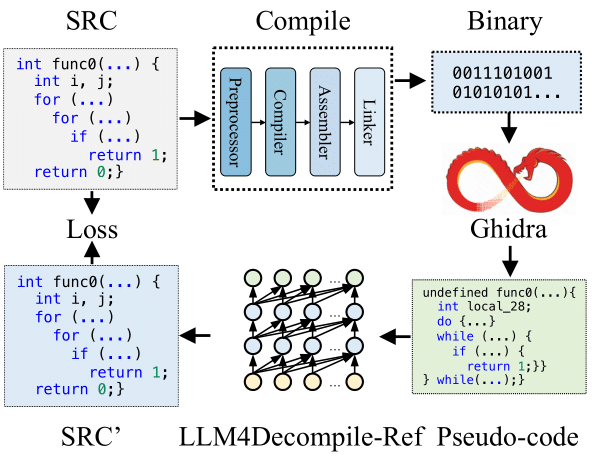 SRC
Compile
Binary
int func0(...) {
int i, j;
for (...)
for (...)
if (...)
return 1;
return 0;}
Preprocessor
Compiler
Assembler
Linker
0011101001
01010101...
Loss
Ghidra
int func0(...) {
int i, j;
for (...)
for (...)
if (...)
return 1;
return 0;}
...
...
...
...
undefined func0(...){
int local_28;
do {...}
while (...) {
if (...) {
return 1;}}
} while(...);}
SRC’
LLM4Decompile-Ref
Pseudo-code